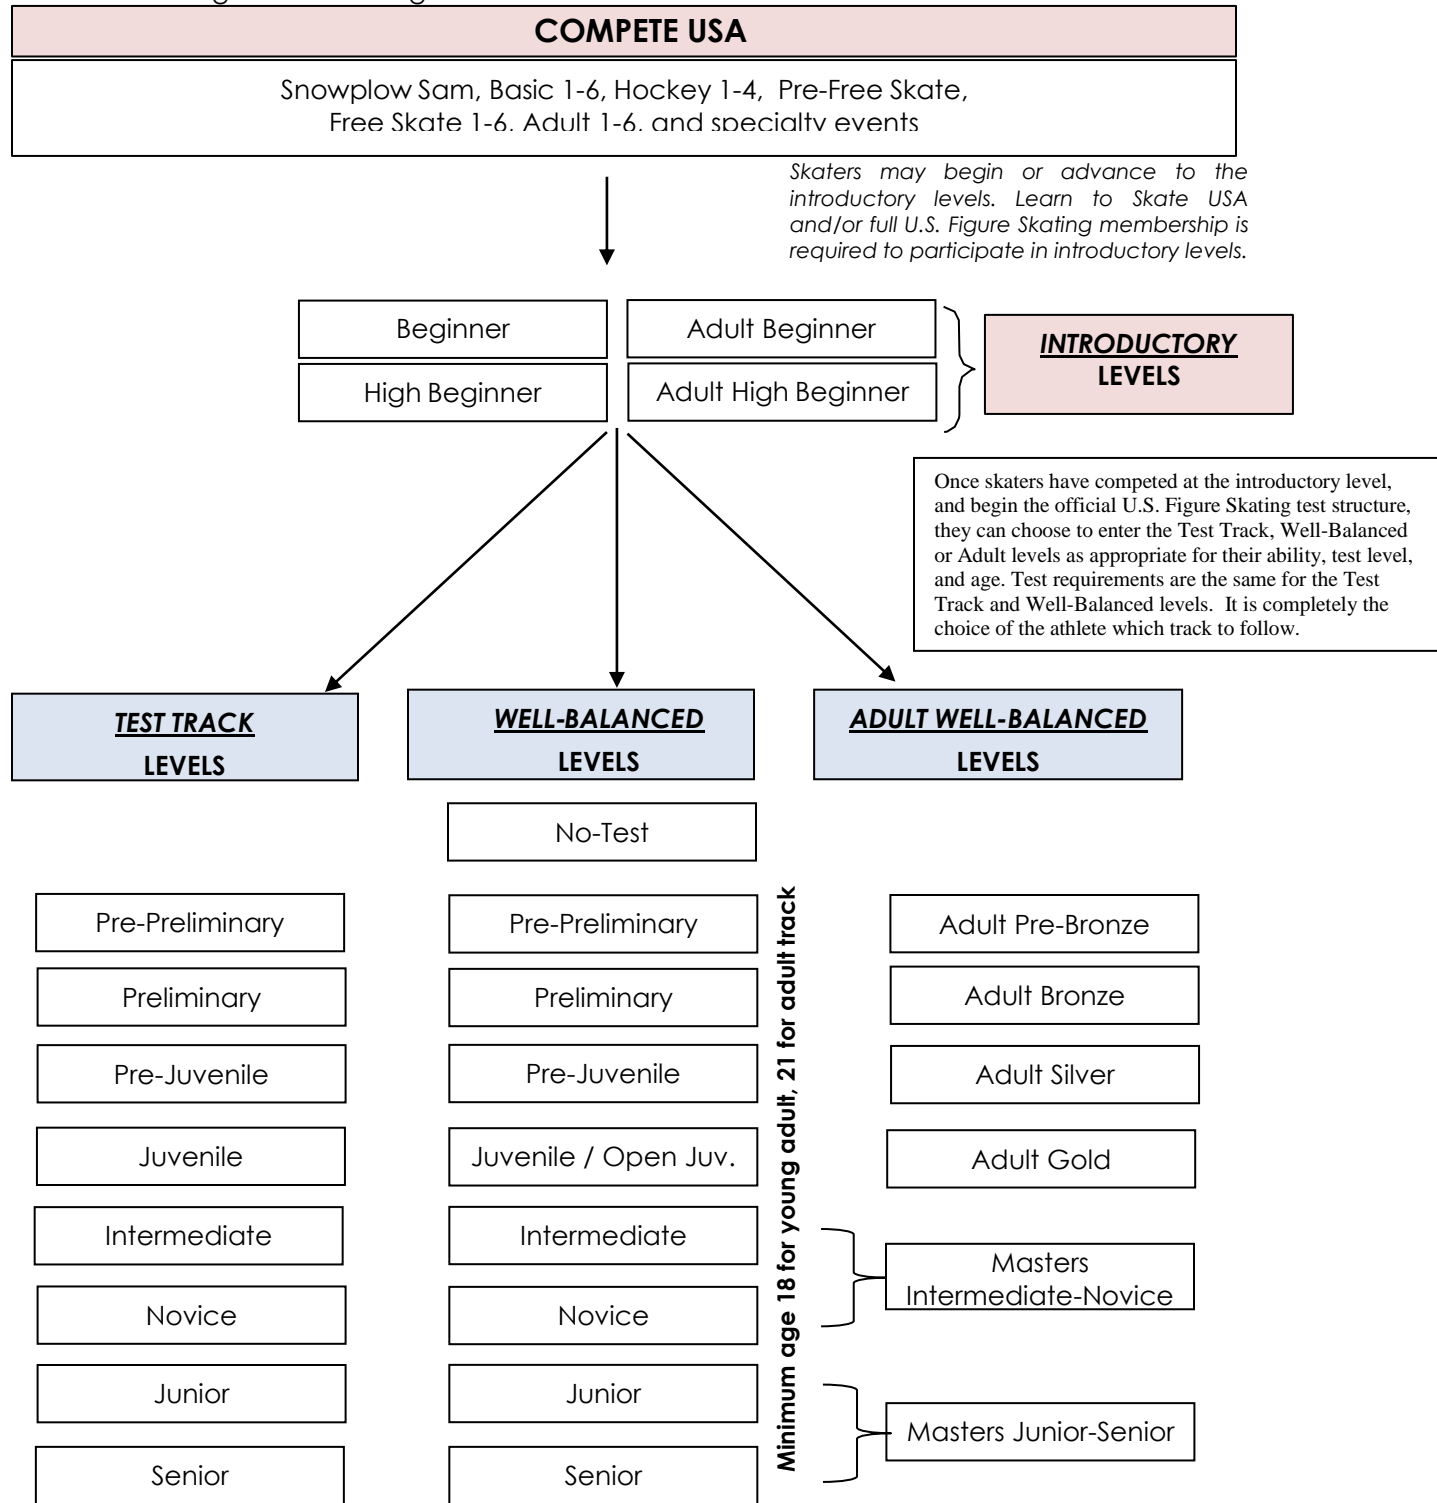 COMPETE USA
Snowplow Sam, Basic 1-6, Hockey 1-4, Pre-Free Skate,
Free Skate 1-6, Adult 1-6, and specialty events
Skaters may begin or advance to the
introductory levels. Learn to Skate USA
and/or full U.S. Figure Skating membership is
required to participate in introductory levels.
Beginner
Adult Beginner
High Beginner
Adult High Beginner
INTRODUCTORY
LEVELS
Once skaters have competed at the introductory level,
and begin the official U.S. Figure Skating test structure,
they can choose to enter the Test Track, Well-Balanced
or Adult levels as appropriate for their ability, test level,
and age. Test requirements are the same for the Test
Track and Well-Balanced levels. It is completely the
choice of the athlete which track to follow.
TEST TRACK
LEVELS
Pre-Preliminary
Preliminary
Pre-Juvenile
Juvenile
Intermediate
Novice
Junior
Senior
WELL-BALANCED
LEVELS
No-Test
Pre-Preliminary
Preliminary
Pre-Juvenile
Juvenile / Open Juv.
Intermediate
Novice
Junior
Senior
Minimum age 18 for young adult, 21 for adult track
ADULT WELL-BALANCED
LEVELS
Adult Pre-Bronze
Adult Bronze
Adult Silver
Adult Gold
Masters
Intermediate-Novice
Masters Junior-Senior